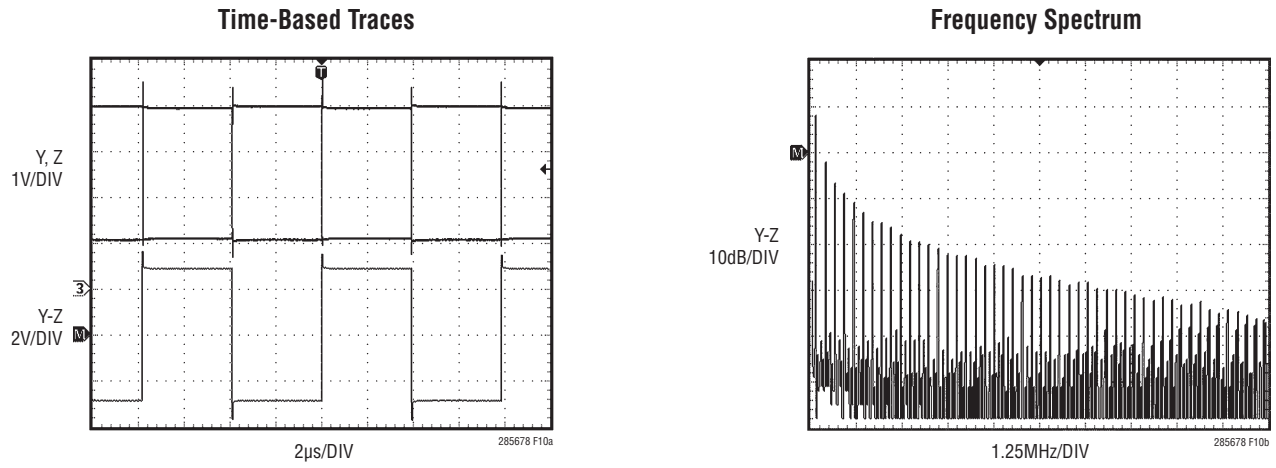 Time-Based Traces
T
Y, Z
1V/DIV
3
Y-Z
2V/DIV
M
2µs/DIV
285678 F10a
Frequency Spectrum
M
Y-Z
10dB/DIV
1.25MHz/DIV
285678 F10b